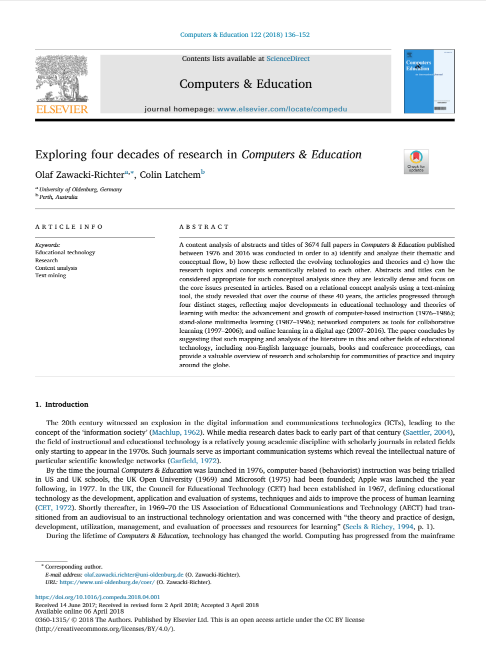 Computers & Education 122 (2018) 136–152
Contents lists available at ScienceDirect
Computers & Education
journal homepage: www.elsevier.com/locate/compedu
ELSEVIER
Computers
Education
Exploring four decades of research in Computers & Education
Check for
updates
Olaf Zawacki-Richtera,*, Colin Latchemb
a University of Oldenburg, Germany
b Perth, Australia
ARTICLE INFO
Keywords:
Educational technology
Research
Content analysis
Text-mining
ABSTRACT
A content analysis of abstracts and titles of 3674 full papers in Computers & Education published
between 1976 and 2016 was conducted in order to a) identify and analyze their thematic and
conceptual flow, b) how these reflected the evolving technologies and theories and c) how the
research topics and concepts semantically related to each other. Abstracts and titles can be
considered appropriate for such conceptual analysis since they are lexically dense and focus on
the core issues presented in articles. Based on a relational concept analysis using a text-mining
tool, the study revealed that over the course of these 40 years, the articles progressed through
four distinct stages, reflecting major developments in educational technology and theories of
learning with media: the advancement and growth of computer-based instruction (1976–1986);
stand-alone multimedia learning (1987–1996); networked computers as tools for collaborative
learning (1997–2006); and online learning in a digital age (2007–2016). The paper concludes by
suggesting that such mapping and analysis of the literature in this and other fields of educational
technology, including non-English language journals, books and conference proceedings, can
provide a valuable overview of research and scholarship for communities of practice and inquiry
around the globe.
1. Introduction
The 20th century witnessed an explosion in the digital information and communications technologies (ICTs), leading to the
concept of the 'information society' (Machlup, 1962). While media research dates back to early part of that century (Saettler, 2004),
the field of instructional and educational technology is a relatively young academic discipline with scholarly journals in related fields
only starting to appear in the 1970s. Such journals serve as important communication systems which reveal the intellectual nature of
particular scientific knowledge networks (Garfield, 1972).
By the time the journal Computers & Education was launched in 1976, computer-based (behaviorist) instruction was being trialled
in US and UK schools, the UK Open University (1969) and Microsoft (1975) had been founded; Apple was launched the year
following, in 1977. In the UK, the Council for Educational Technology (CET) had been established in 1967, defining educational
technology as the development, application and evaluation of systems, techniques and aids to improve the process of human learning
(CET, 1972). Shortly thereafter, in 1969–70 the US Association of Educational Communications and Technology (AECT) had tran-
sitioned from an audiovisual to an instructional technology orientation and was concerned with "the theory and practice of design,
development, utilization, management, and evaluation of processes and resources for learning" (Seels & Richey, 1994, p. 1).
During the lifetime of Computers & Education, technology has changed the world. Computing has progressed from the mainframe
* Corresponding author.
E-mail address: olaf.zawacki.richter@uni-oldenburg.de (O. Zawacki-Richter).
URL: https://www.uni-oldenburg.de/coer/ (O. Zawacki-Richter).
https://doi.org/10.1016/j.compedu.2018.04.001
Received 14 June 2017; Received in revised form 2 April 2018; Accepted 3 April 2018
Available online 06 April 2018
0360-1315/ © 2018 The Authors. Published by Elsevier Ltd. This is an open access article under the CC BY license
(http://creativecommons.org/licenses/BY/4.0/).